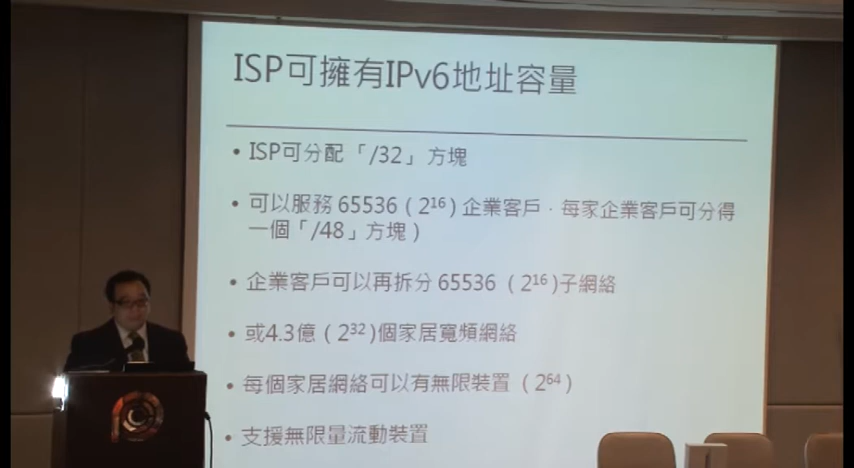 ISP可擁有IPv6地址容量
• ISP可分配「/32」方塊
• 可以服務 65536 ( 2¹⁶ ) 企業客戶，每家企業客戶可分得
一個「/48」方塊 )
• 企業客戶可以再拆分 65536 ( 2¹⁶ )子網絡
• 或4.3億 ( 2³² )個家居寬頻網絡
• 每個家居網絡可以有無限裝置 ( 2⁶⁴ )
• 支援無限量流動裝置